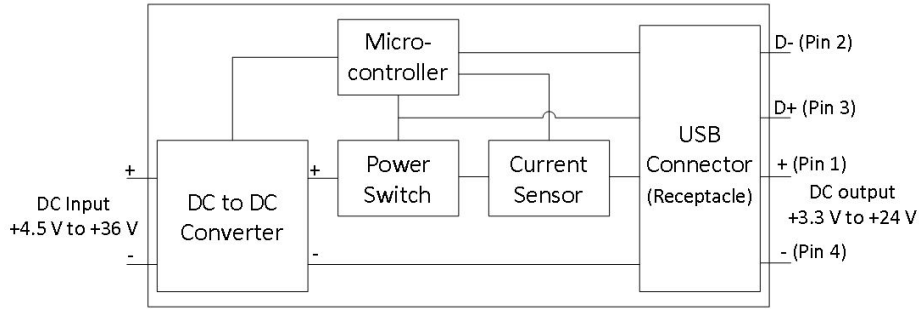 Micro-
controller
D- (Pin 2)
D+ (Pin 3)
USB
Connector
(Receptacle)
+ (Pin 1)
DC output
+3.3 V to +24 V
- (Pin 4)
+
DC Input
+4.5 V to +36 V
-
DC to DC
Converter
+
-
Power
Switch
Current
Sensor